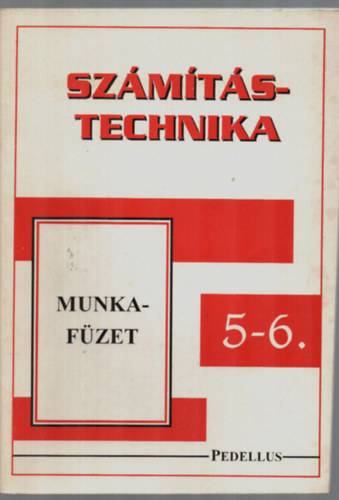 SZÁMÍTÁS-
TECHNIKA
MUNKA-
FÜZET
5-6.
PEDELLUS